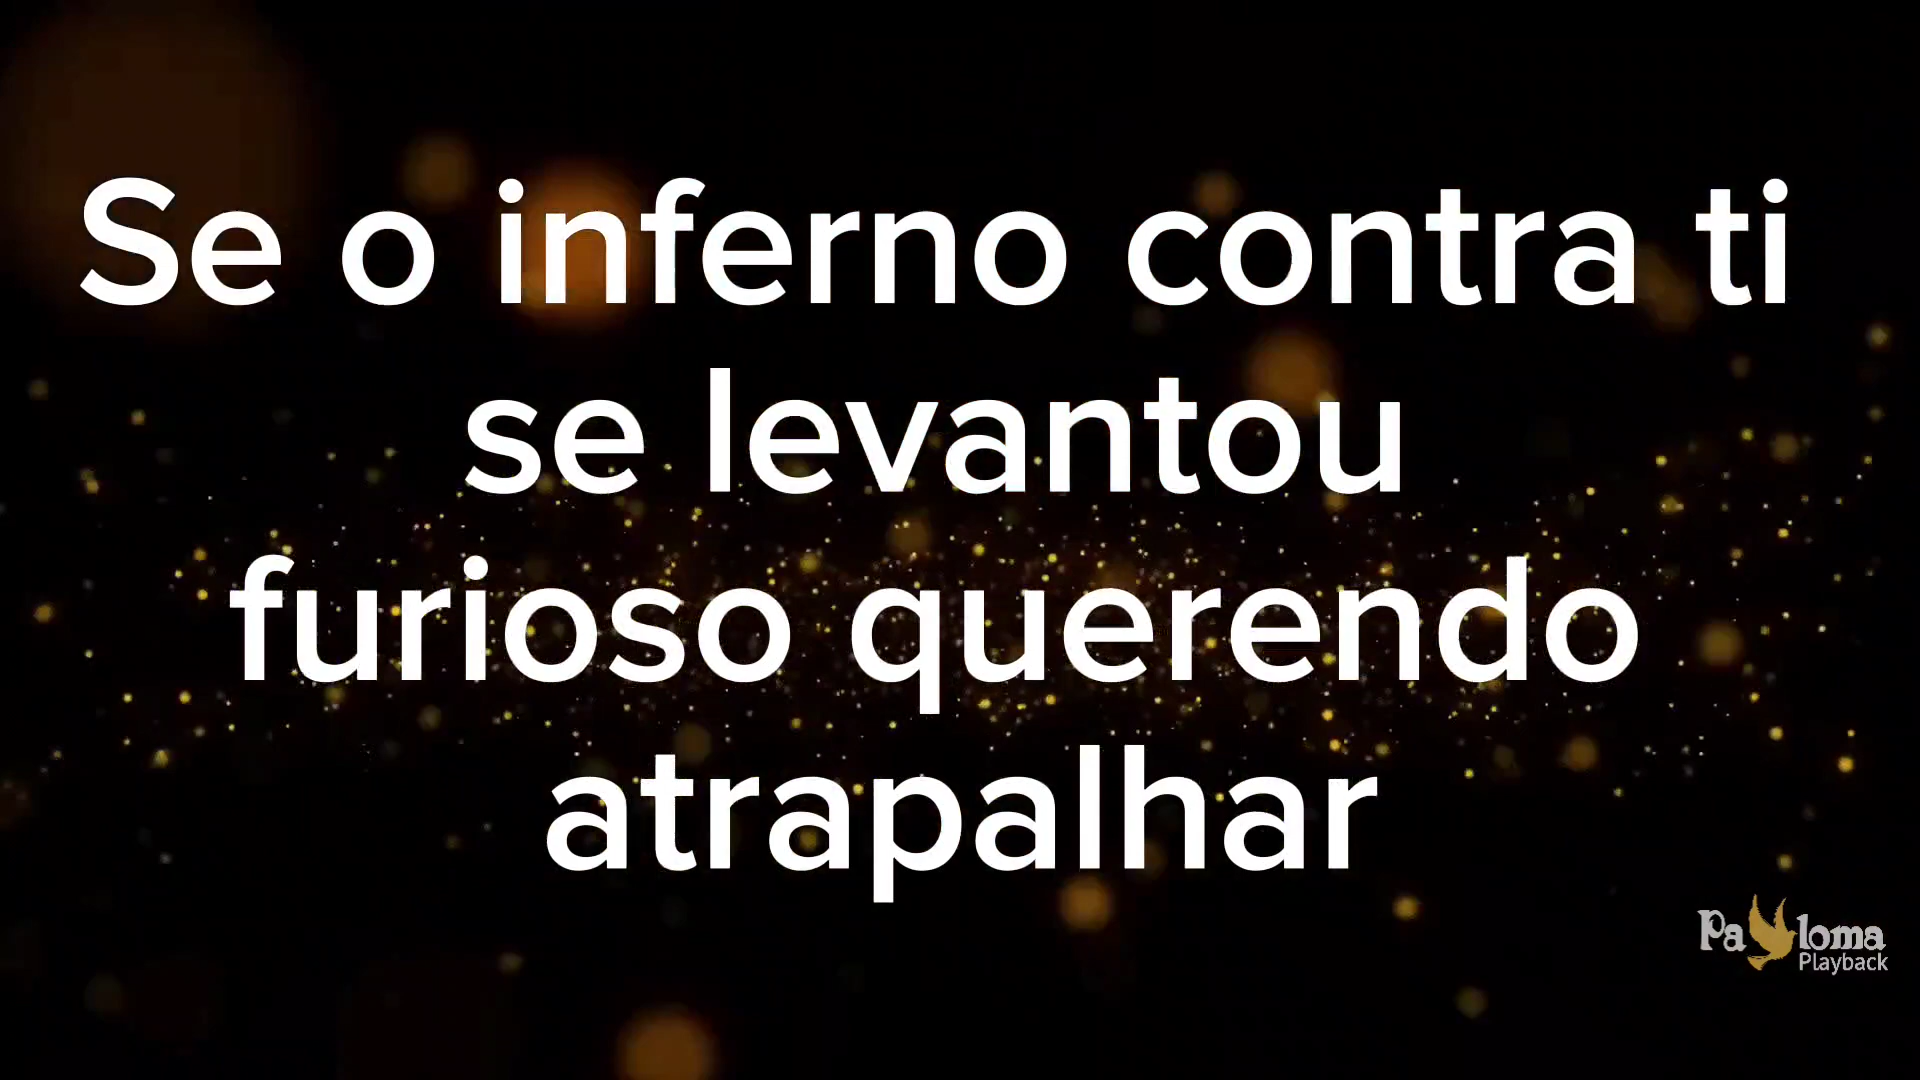 Se o inferno contra ti
se levantou
furioso querendo
atrapalhar
Paloma
Playback